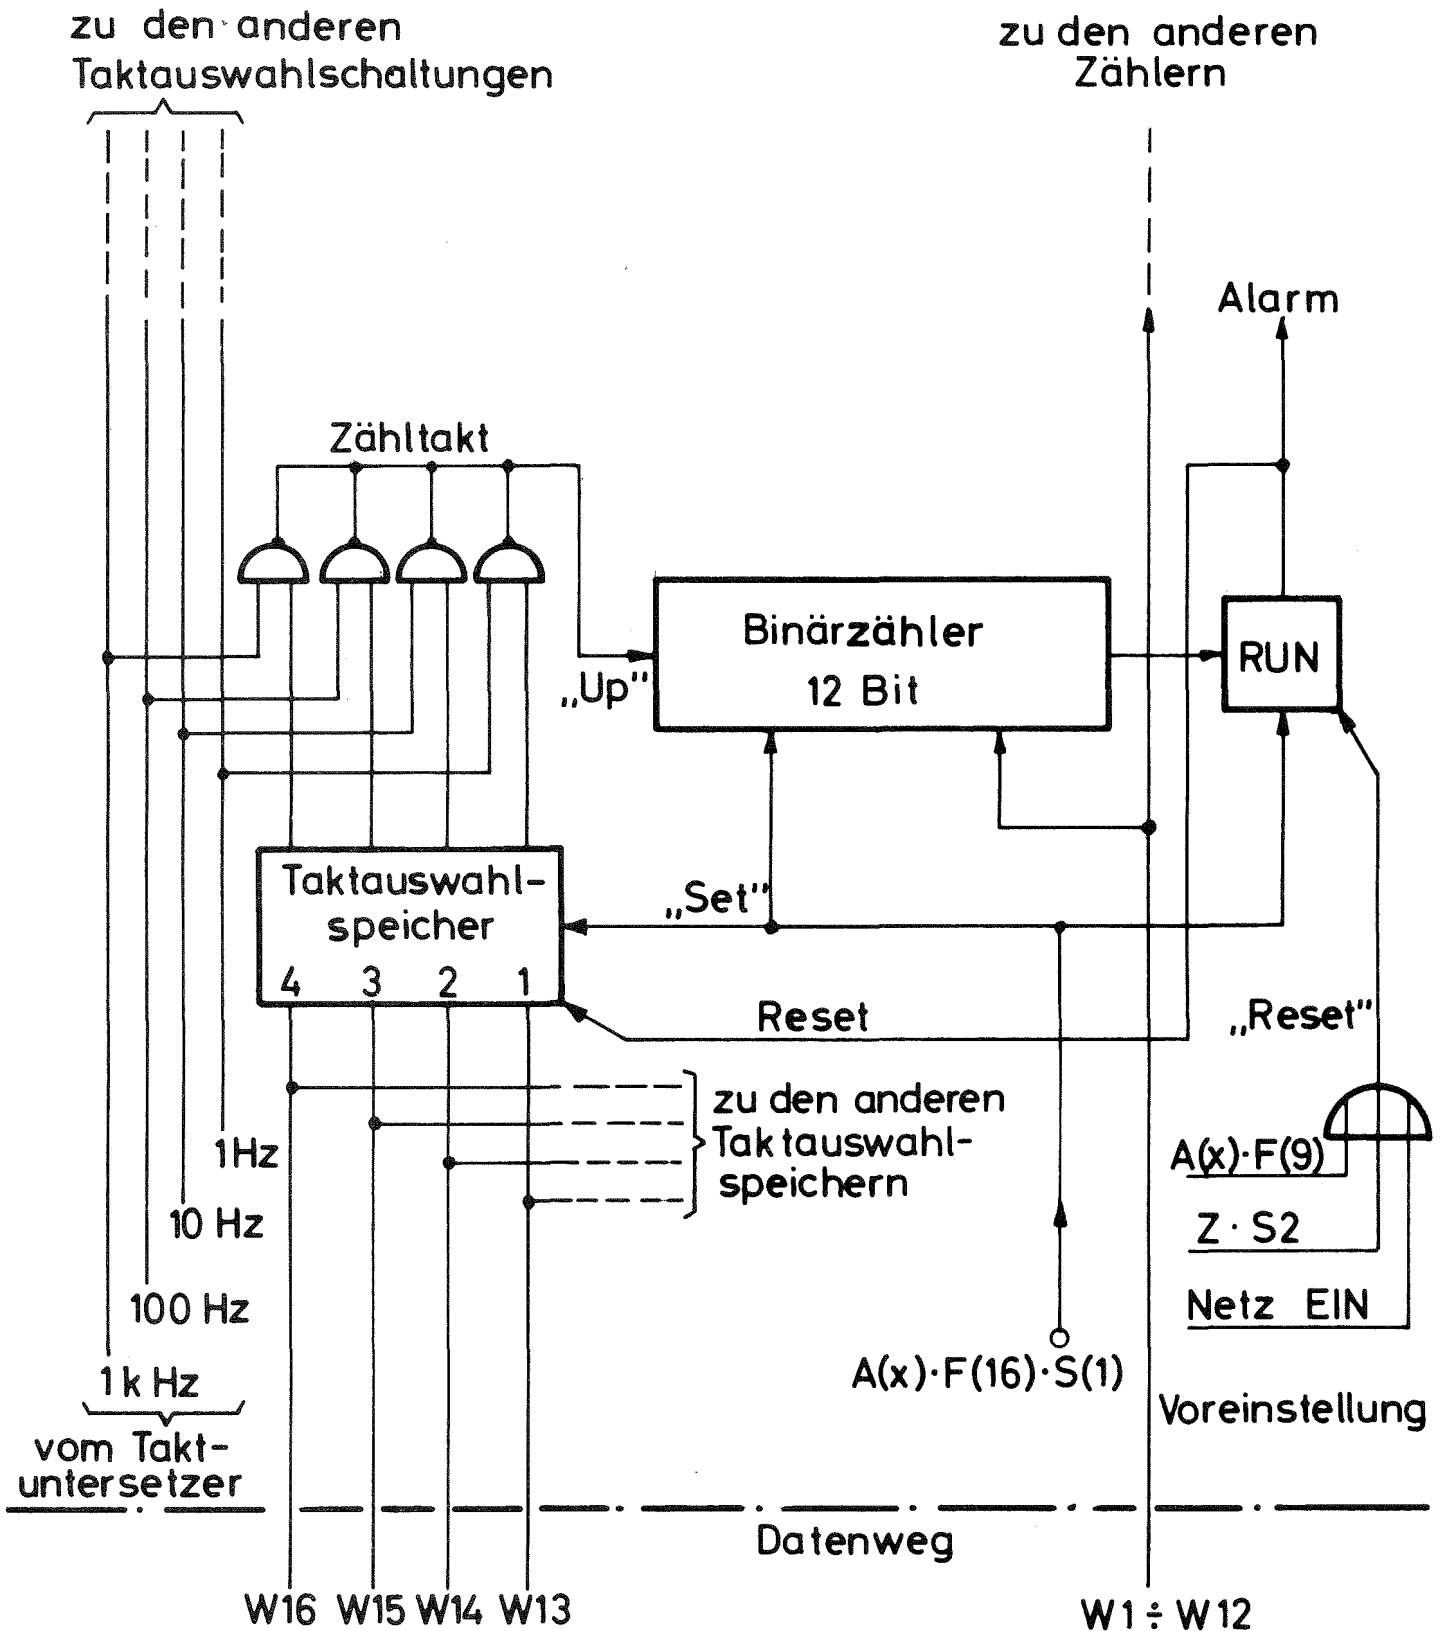 zu den anderen
Taktauswahlschaltungen
zu den anderen
Zählern
Alarm
Zähltakt
„Up"
Binärzähler
12 Bit
RUN
Taktauswahl-
speicher
4 3 2 1
„Set"
Reset
„Reset"
zu den anderen
Taktauswahl-
speichern
1Hz
10 Hz
100 Hz
1k Hz
vom Takt-
untersetzer
A(x)·F(9)
Z · S2
Netz EIN
A(x)·F(16)·S(1)
Voreinstellung
Datenweg
W16 W15 W14 W13
W1 ÷ W12